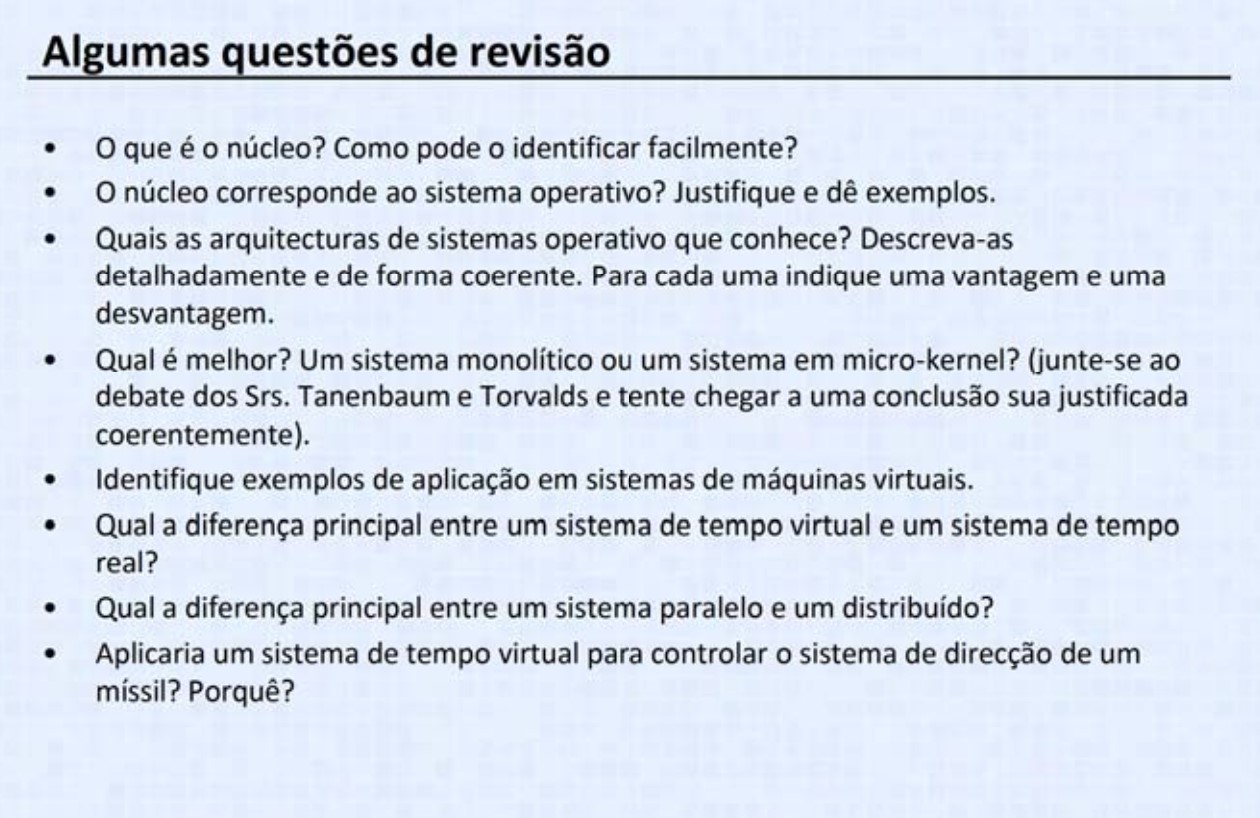 Algumas questões de revisão
• O que é o núcleo? Como pode o identificar facilmente?
• O núcleo corresponde ao sistema operativo? Justifique e dê exemplos.
• Quais as arquitecturas de sistemas operativo que conhece? Descreva-as
detalhadamente e de forma coerente. Para cada uma indique uma vantagem e uma
desvantagem.
• Qual é melhor? Um sistema monolítico ou um sistema em micro-kernel? (junte-se ao
debate dos Srs. Tanenbaum e Torvalds e tente chegar a uma conclusão sua justificada
coerentemente).
• Identifique exemplos de aplicação em sistemas de máquinas virtuais.
• Qual a diferença principal entre um sistema de tempo virtual e um sistema de tempo
real?
• Qual a diferença principal entre um sistema paralelo e um distribuído?
• Aplicaria um sistema de tempo virtual para controlar o sistema de direcção de um
míssil? Porquê?